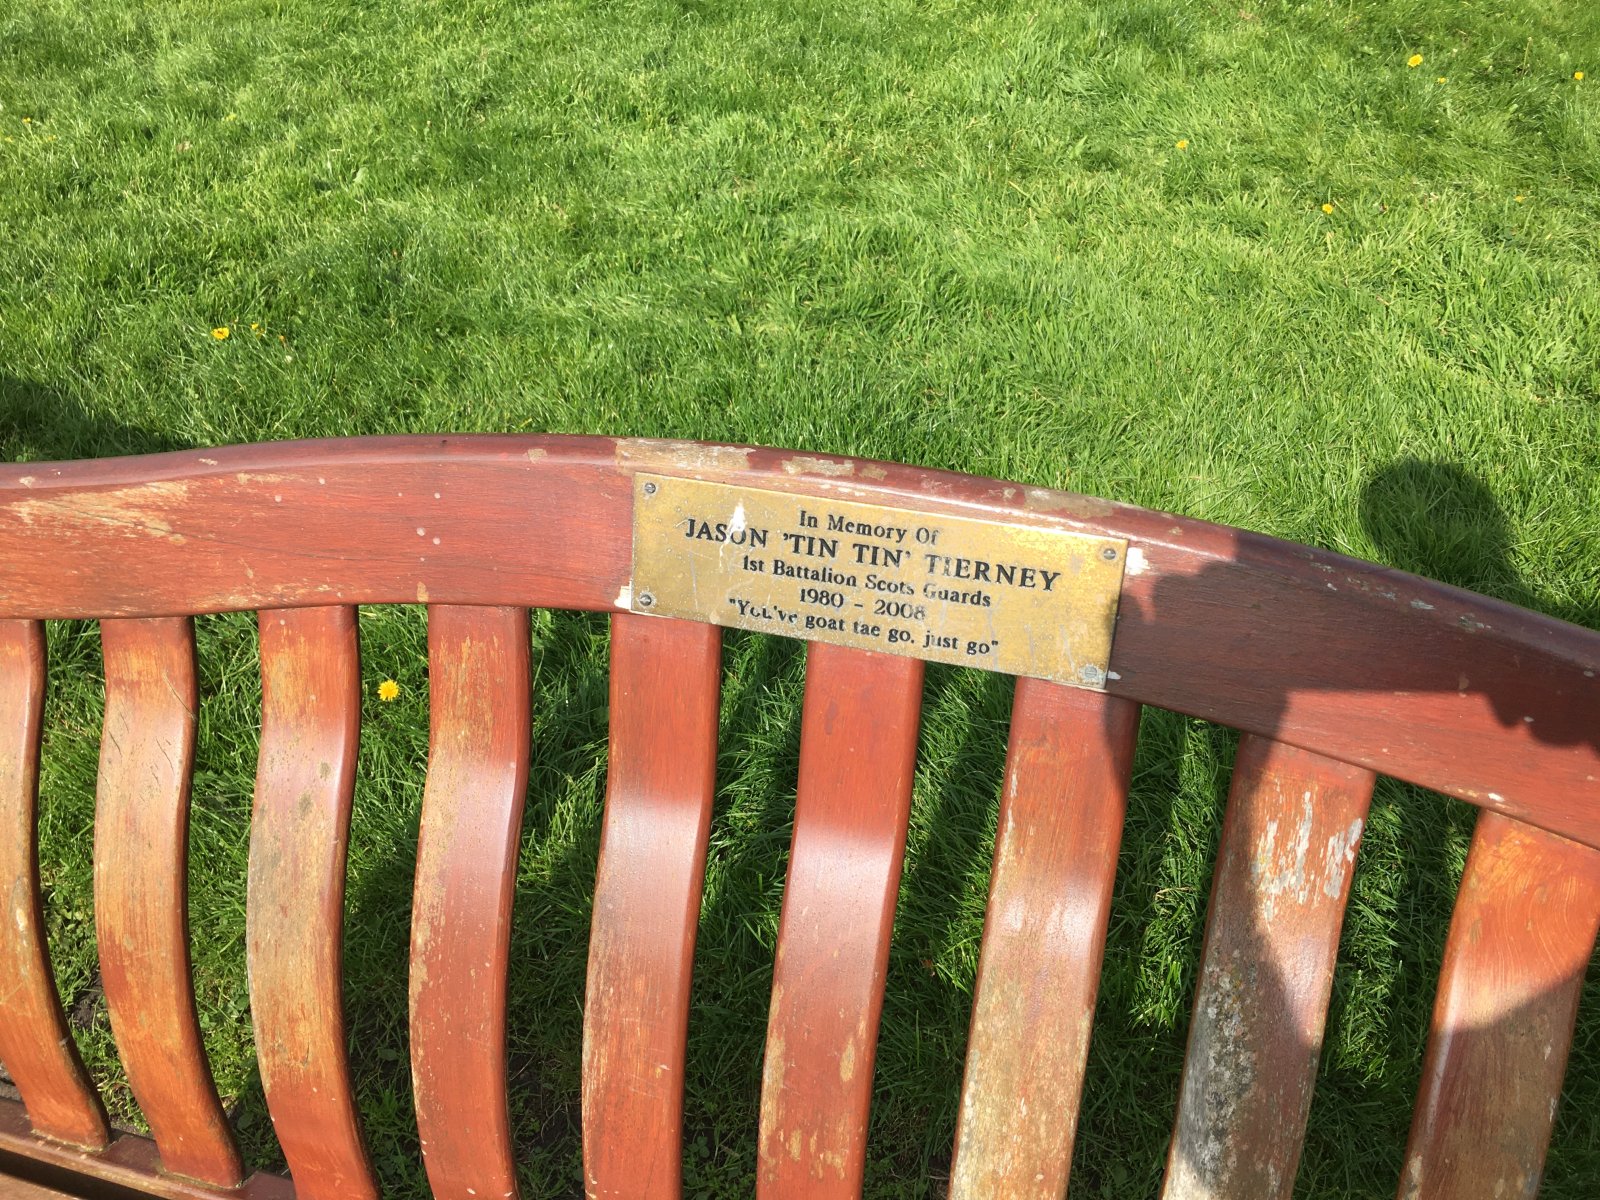 In Memory Of
JASON 'TIN TIN' TIERNEY
1st Battalion Scots Guards
1980 - 2008
"You've goat tae go, just go"